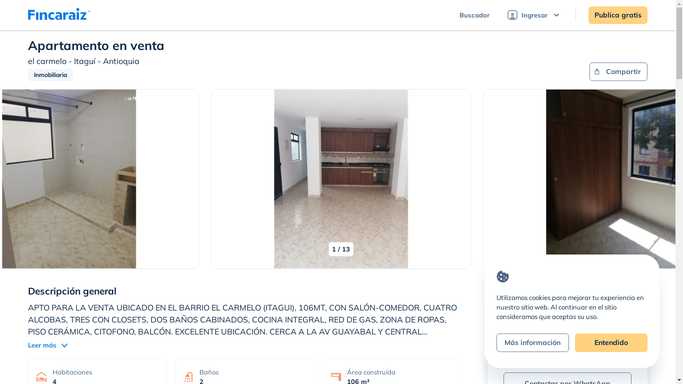 Fincaraiz
Buscador
Ingresar
Publica gratis
Apartamento en venta
el carmelo - Itaguí - Antioquia
Inmobiliaria
Compartir
1 / 13
Descripción general
APTO PARA LA VENTA UBICADO EN EL BARRIO EL CARMELO (ITAGUI), 106MT, CON SALÓN-COMEDOR, CUATRO
ALCOBAS, TRES CON CLOSETS, DOS BAÑOS CABINADOS, COCINA INTEGRAL, RED DE GAS, ZONA DE ROPAS,
PISO CERÁMICA, CITOFONO, BALCÓN. EXCELENTE UBICACIÓN. CERCA A LA AV GUAYABAL Y CENTRAL...
Leer más
Habitaciones
4
Baños
2
Área construida
106 m²
Utilizamos cookies para mejorar tu experiencia en
nuestro sitio web. Al continuar en el sitio
consideramos que aceptas su uso.
Más información
Entendido
Contactar por WhatsApp